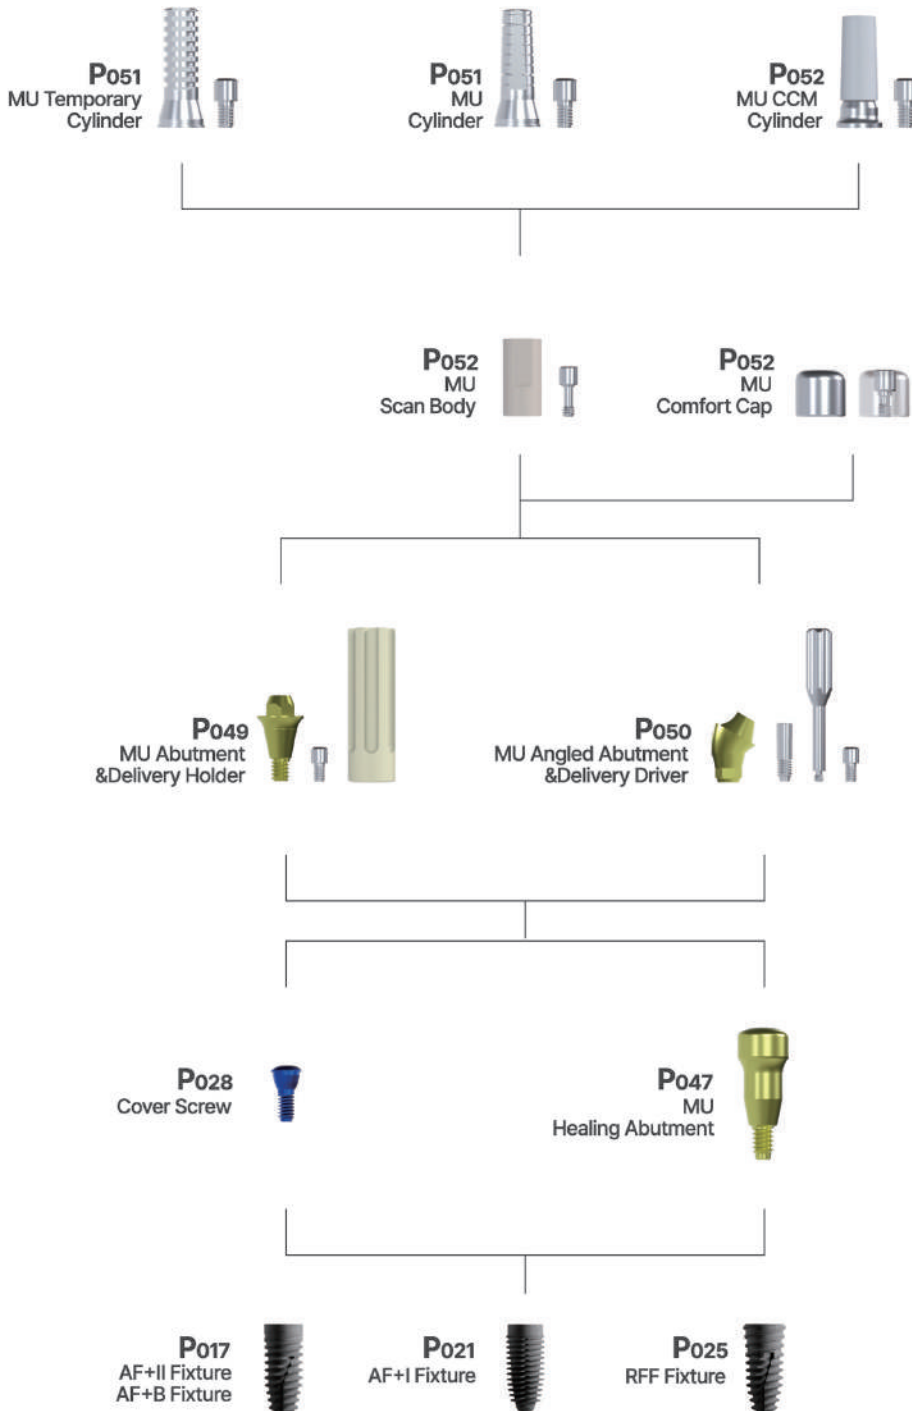 P051
MU Temporary
Cylinder
P051
MU
Cylinder
P052
MU CCM
Cylinder
P052
MU
Scan Body
P052
MU
Comfort Cap
P049
MU Abutment
&Delivery Holder
P050
MU Angled Abutment
&Delivery Driver
P028
Cover Screw
P047
MU
Healing Abutment
P017
AF+II Fixture
AF+B Fixture
P021
AF+I Fixture
P025
RFF Fixture